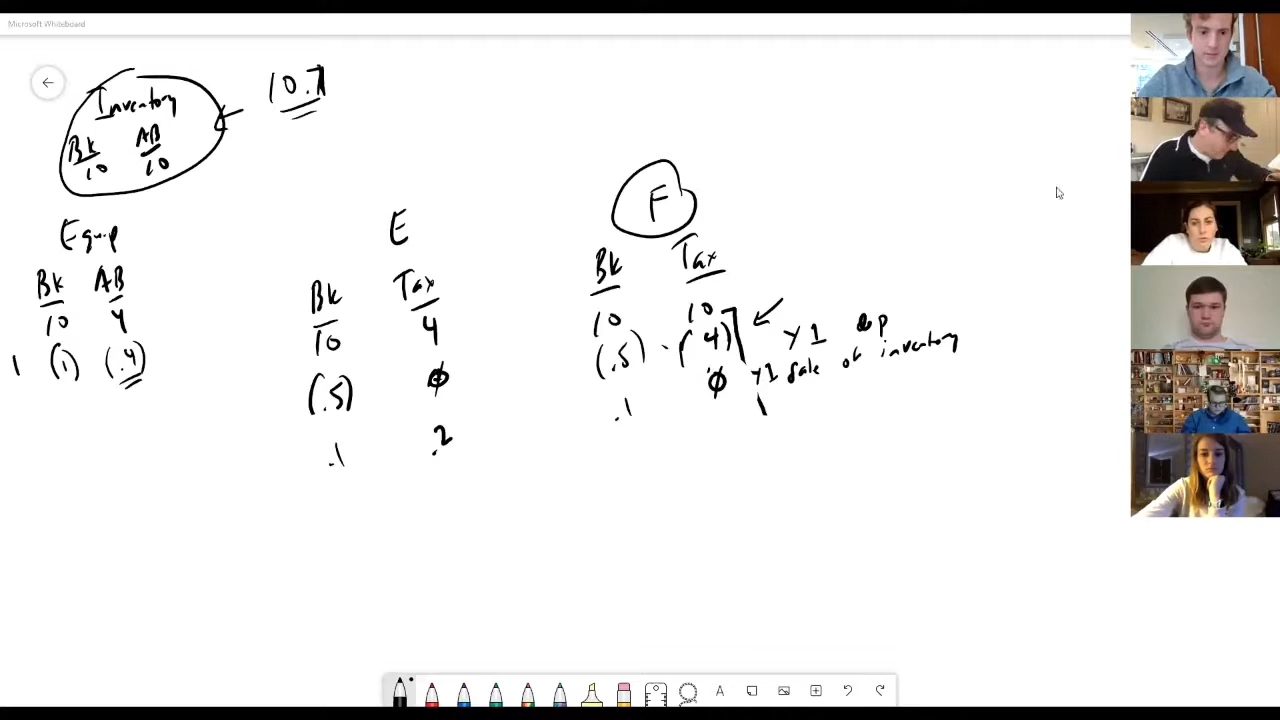 Microsoft Whiteboard
Inventory
Bk AB
10 10
10.7
Equip
Bk AB
10 4
1 (1) (.4)
E
Bk Tax
10 4
(.5) ϕ
.1 .2
F
Bk Tax
10 10
(.5) (.4)
ϕ
.1 1
Y1 dep
Y1 sale of inventory
A